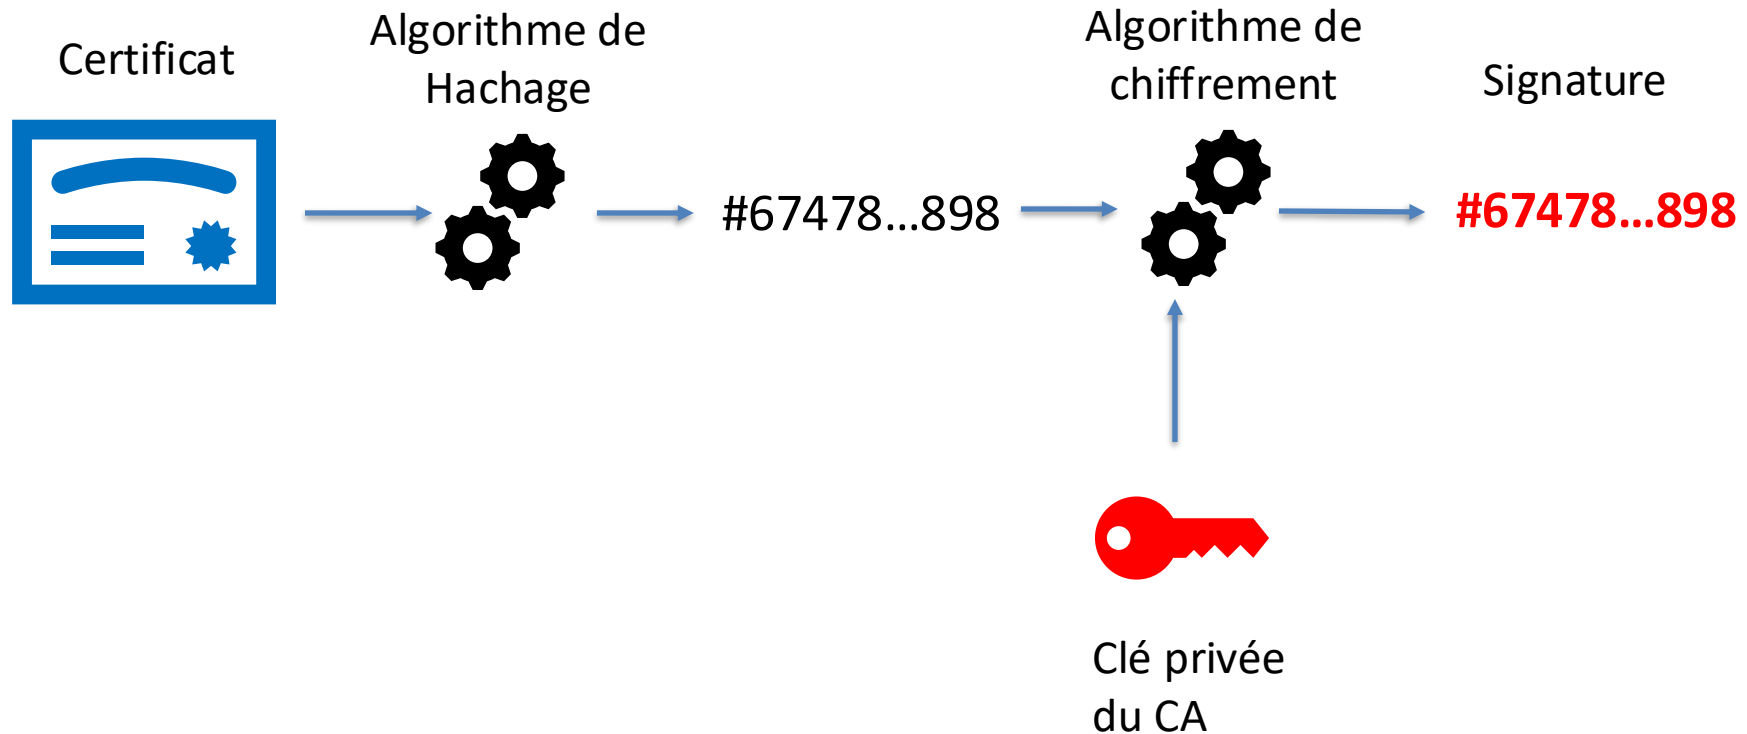 Certificat
Algorithme de
Hachage
Algorithme de
chiffrement
Signature
#67478...898
#67478...898
Clé privée
du CA